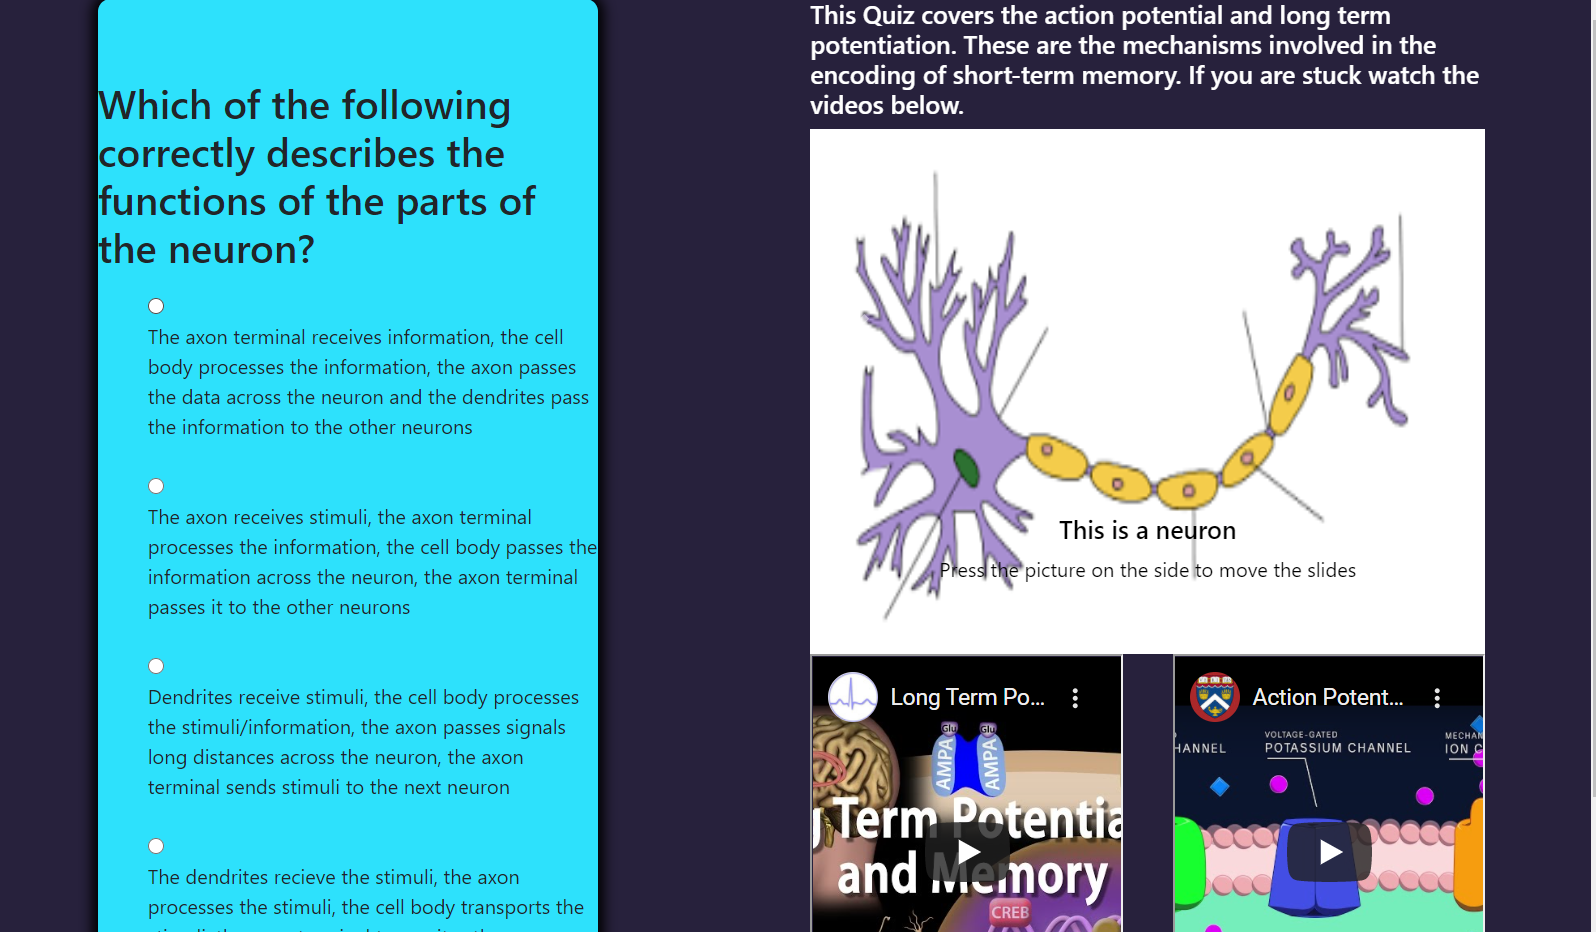 Which of the following
correctly describes the
functions of the parts of
the neuron?
The axon terminal receives information, the cell
body processes the information, the axon passes
the data across the neuron and the dendrites pass
the information to the other neurons
The axon receives stimuli, the axon terminal
processes the information, the cell body passes the
information across the neuron, the axon terminal
passes it to the other neurons
Dendrites receive stimuli, the cell body processes
the stimuli/information, the axon passes signals
long distances across the neuron, the axon
terminal sends stimuli to the next neuron
The dendrites recieve the stimuli, the axon
processes the stimuli, the cell body transports the
This Quiz covers the action potential and long term
potentiation. These are the mechanisms involved in the
encoding of short-term memory. If you are stuck watch the
videos below.
This is a neuron
Press the picture on the side to move the slides
Long Term Po...
Glu Glu
AMPA AMPA
g Term Potentia
and Memory
CREB
Action Potent...
HANNEL
VOLTAGE-GATED
POTASSIUM CHANNEL
MECHAN
ION C